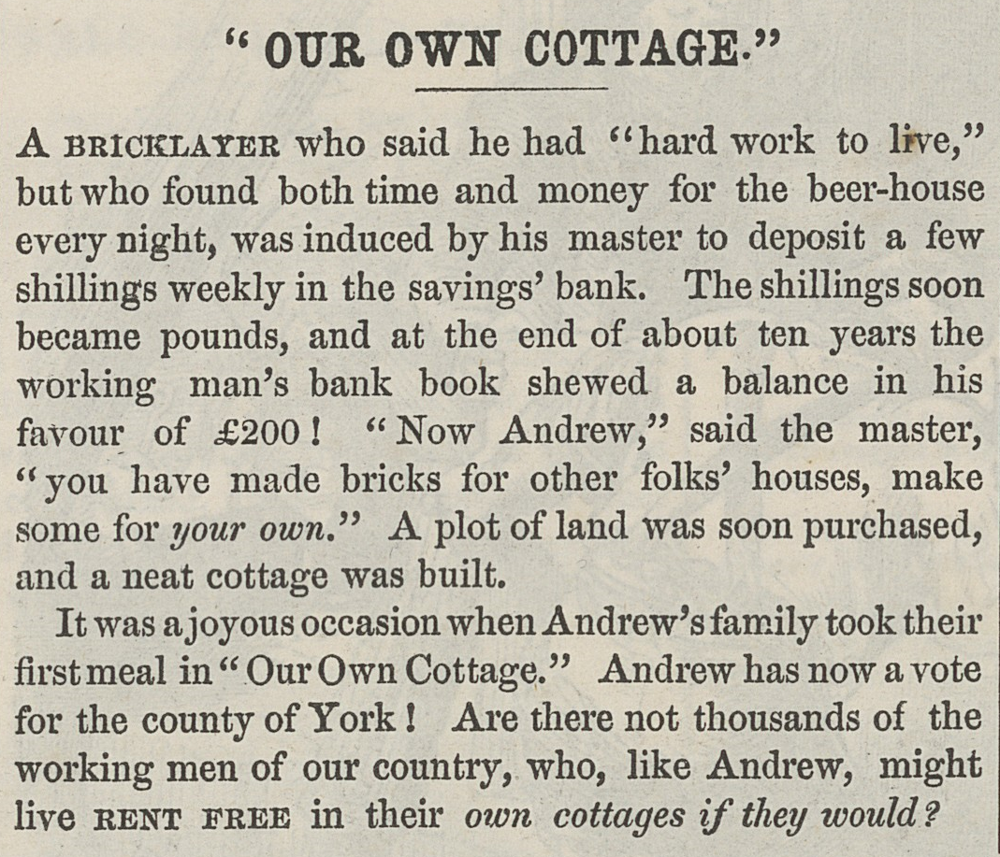 “OUR OWN COTTAGE.”
A BRICKLAYER who said he had “hard work to live,”
but who found both time and money for the beer-house
every night, was induced by his master to deposit a few
shillings weekly in the savings’ bank. The shillings soon
became pounds, and at the end of about ten years the
working man’s bank book shewed a balance in his
favour of £200! “Now Andrew,” said the master,
“you have made bricks for other folks’ houses, make
some for your own.” A plot of land was soon purchased,
and a neat cottage was built.
It was a joyous occasion when Andrew’s family took their
first meal in “Our Own Cottage.” Andrew has now a vote
for the county of York! Are there not thousands of the
working men of our country, who, like Andrew, might
live RENT FREE in their own cottages if they would?